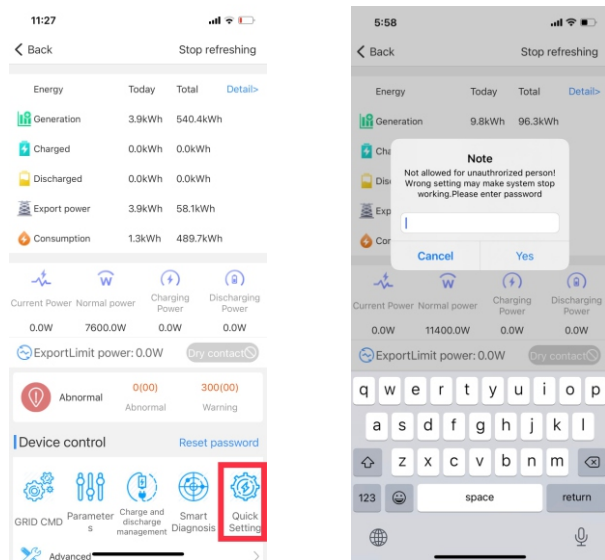 11:27
Back Stop refreshing
Energy Today Total Detail>
Generation 3.9kWh 540.4kWh
Charged 0.0kWh 0.0kWh
Discharged 0.0kWh 0.0kWh
Export power 3.9kWh 58.1kWh
Consumption 1.3kWh 489.7kWh
W
Current Power Normal power Charging Power Discharging Power
0.0W 7600.0W 0.0W 0.0W
ExportLimit power: 0.0W Dry contact
Abnormal 0(00) 300(00)
Abnormal Warning
Device control Reset password
GRID CMD Parameter s Charge and discharge management Smart Diagnosis Quick Setting
Advanced
5:58
Back Stop refreshing
Energy Today Total Detail>
Generation 9.8kWh 96.3kWh
Cha
Dis
Exp
Cor
Note
Not allowed for unauthrorized person!
Wrong setting may make system stop
working.Please enter password
Cancel Yes
W
Current Power Normal power Charging Power Discharging Power
0.0W 11400.0W 0.0W 0.0W
ExportLimit power: 0.0W Dry contact
q w e r t y u i o p
a s d f g h j k l
z x c v b n m
123 space return